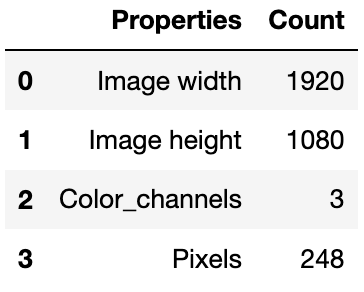 Properties Count
0 Image width 1920
1 Image height 1080
2 Color_channels 3
3 Pixels 248